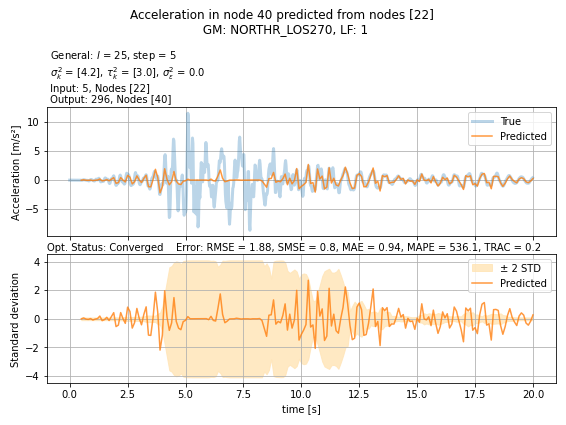 Acceleration in node 40 predicted from nodes [22]
GM: NORTHR_LOS270, LF: 1
General: l = 25, step = 5
σ²ₖ = [4.2], τ²ₖ = [3.0], σ²ε = 0.0
Input: 5, Nodes [22]
Output: 296, Nodes [40]
Acceleration [m/s²]
10
5
0
−5
True
Predicted
Opt. Status: Converged Error: RMSE = 1.88, SMSE = 0.8, MAE = 0.94, MAPE = 536.1, TRAC = 0.2
Standard deviation
4
2
0
−2
−4
± 2 STD
Predicted
0.0 2.5 5.0 7.5 10.0 12.5 15.0 17.5 20.0
time [s]